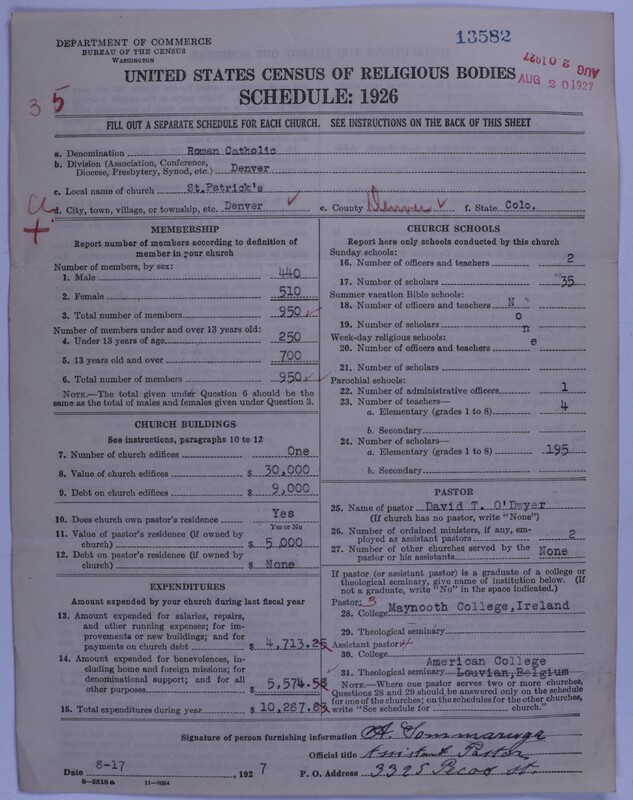 DEPARTMENT OF COMMERCE
BUREAU OF THE CENSUS
WASHINGTON
13582
AUG 2 0 1927
AUG 2 0 1927
UNITED STATES CENSUS OF RELIGIOUS BODIES
SCHEDULE: 1926
35
FILL OUT A SEPARATE SCHEDULE FOR EACH CHURCH. SEE INSTRUCTIONS ON THE BACK OF THIS SHEET
a. Denomination Roman Catholic
b. Division (Association, Conference, Diocese, Presbytery, Synod, etc.) Denver
c. Local name of church St.Patrick's
d. City, town, village, or township, etc. Denver e. County Denver f. State Colo.
MEMBERSHIP
Report number of members according to definition of
member in your church
Number of members, by sex:
1. Male 440
2. Female 510
3. Total number of members 950
Number of members under and over 13 years old:
4. Under 13 years of age 250
5. 13 years old and over 700
6. Total number of members 950
NOTE.—The total given under Question 6 should be
same as the total of males and females given under Question 3.
CHURCH BUILDINGS
See instructions, paragraphs 10 to 12
7. Number of church edifices One
8. Value of church edifices $ 30,000
9. Debt on church edifices $ 9,000
10. Does church own pastor's residence Yes
Yes or No
11. Value of pastor's residence (if owned by
church) $ 5 000
12. Debt on pastor's residence (if owned by
church) $ None
EXPENDITURES
Amount expended by your church during last fiscal year
13. Amount expended for salaries, repairs,
and other running expenses; for im-
provements or new buildings; and for
payments on church debt $ 4,713.25
14. Amount expended for benevolences, in-
cluding home and foreign missions; for
denominational support; and for all
other purposes $ 5,574.58
15. Total expenditures during year $ 10,287.83
CHURCH SCHOOLS
Report here only schools conducted by this church
Sunday schools:
16. Number of officers and teachers 2
17. Number of scholars 35
Summer vacation Bible schools:
18. Number of officers and teachers N
o
19. Number of scholars n
Week-day religious schools: e
20. Number of officers and teachers
21. Number of scholars
Parochial schools:
22. Number of administrative officers 1
23. Number of teachers—
a. Elementary (grades 1 to 8) 4
b. Secondary
24. Number of scholars—
a. Elementary (grades 1 to 8) 195
b. Secondary
PASTOR
25. Name of pastor David T. O'Dwyer
(If church has no pastor, write "None")
26. Number of ordained ministers, if any, em-
ployed as assistant pastors 2
27. Number of other churches served by the
pastor or his assistants None
If pastor (or assistant pastor) is a graduate of a college or
theological seminary, give name of institution below. (If
not a graduate, write "No" in the space indicated.)
Pastor: 3
28. College Maynooth College,Ireland
29. Theological seminary
Assistant pastor: 4
30. College
American College
31. Theological seminary Louvian,Belgium
NOTE.—Where one pastor serves two or more churches,
Questions 28 and 29 should be answered only on the schedule
for one of the churches; on the schedules for the other churches,
write "See schedule for church."
Signature of person furnishing information A. Sommaruga
Official title Assistant Pastor
Date 8-17, 1927 P. O. Address 3325 Pecos st.
8-5518a 11-9054